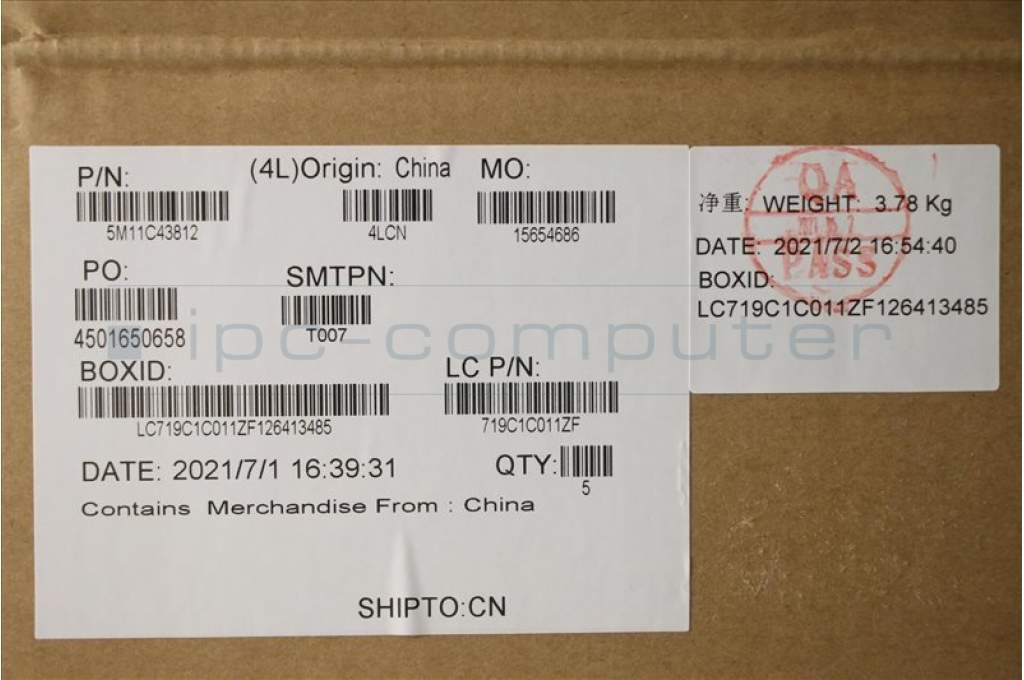 P/N:
5M11C43812
(4L)Origin: China
4LCN
MO:
15654686
PO:
4501650658
SMTPN:
T007
BOXID:
LC719C1C011ZF126413485
LC P/N:
719C1C011ZF
DATE: 2021/7/1 16:39:31
QTY:
5
Contains Merchandise From : China
SHIPTO:CN
净重: WEIGHT: 3.78 Kg
DATE: 2021/7/2 16:54:40
BOXID:
LC719C1C011ZF126413485
QA
PASS
ipc-computer